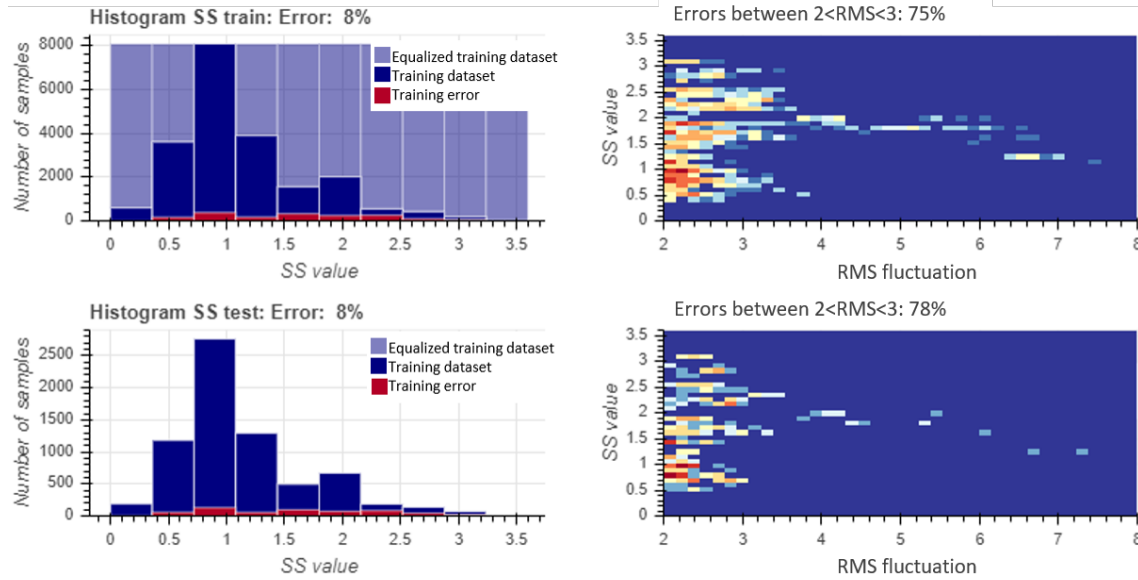 Histogram SS train: Error: 8%
Number of samples
8000
6000
4000
2000
0
Equalized training dataset
Training dataset
Training error
0 0.5 1 1.5 2 2.5 3 3.5
SS value
Errors between 2<RMS<3: 75%
SS value
3.5
3
2.5
2
1.5
1
0.5
0
2 3 4 5 6 7 8
RMS fluctuation
Histogram SS test: Error: 8%
Number of samples
2500
2000
1500
1000
500
0
Equalized training dataset
Training dataset
Training error
0 0.5 1 1.5 2 2.5 3 3.5
SS value
Errors between 2<RMS<3: 78%
SS value
3.5
3
2.5
2
1.5
1
0.5
0
2 3 4 5 6 7 8
RMS fluctuation